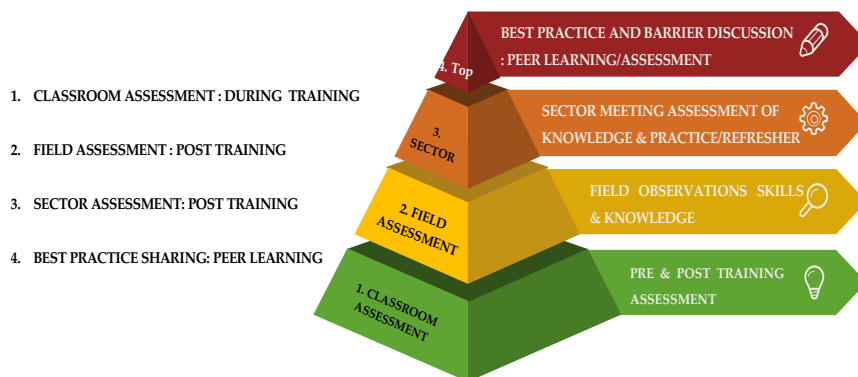 1. CLASSROOM ASSESSMENT : DURING TRAINING
2. FIELD ASSESSMENT : POST TRAINING
3. SECTOR ASSESSMENT: POST TRAINING
4. BEST PRACTICE SHARING: PEER LEARNING
4. Top
BEST PRACTICE AND BARRIER DISCUSSION
: PEER LEARNING/ASSESSMENT
3.
SECTOR
SECTOR MEETING ASSESSMENT OF
KNOWLEDGE & PRACTICE/REFRESHER
2. FIELD
ASSESSMENT
FIELD OBSERVATIONS SKILLS
& KNOWLEDGE
1. CLASSROOM
ASSESSMENT
PRE & POST TRAINING
ASSESSMENT